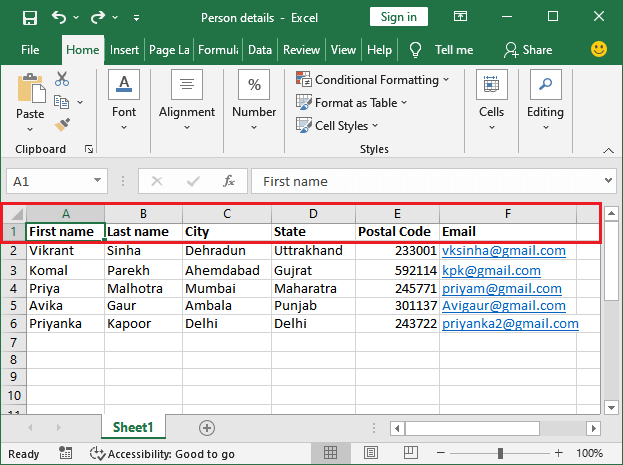 Person details - Excel Sign in
File Home Insert Page La Formula Data Review View Help Tell me Share
Paste Font Alignment Number % Conditional Formatting Format as Table Cell Styles Cells Editing
Clipboard Styles
A1 fx First name
A B C D E F
1 First name Last name City State Postal Code Email
2 Vikrant Sinha Dehradun Uttrakhand 233001 vksinha@gmail.com
3 Komal Parekh Ahemdabad Gujrat 592114 kpk@gmail.com
4 Priya Malhotra Mumbai Maharatra 245771 priyam@gmail.com
5 Avika Gaur Ambala Punjab 301137 Avigaur@gmail.com
6 Priyanka Kapoor Delhi Delhi 243722 priyanka2@gmail.com
7
8
9
10
11
Sheet1
Ready Accessibility: Good to go 100%